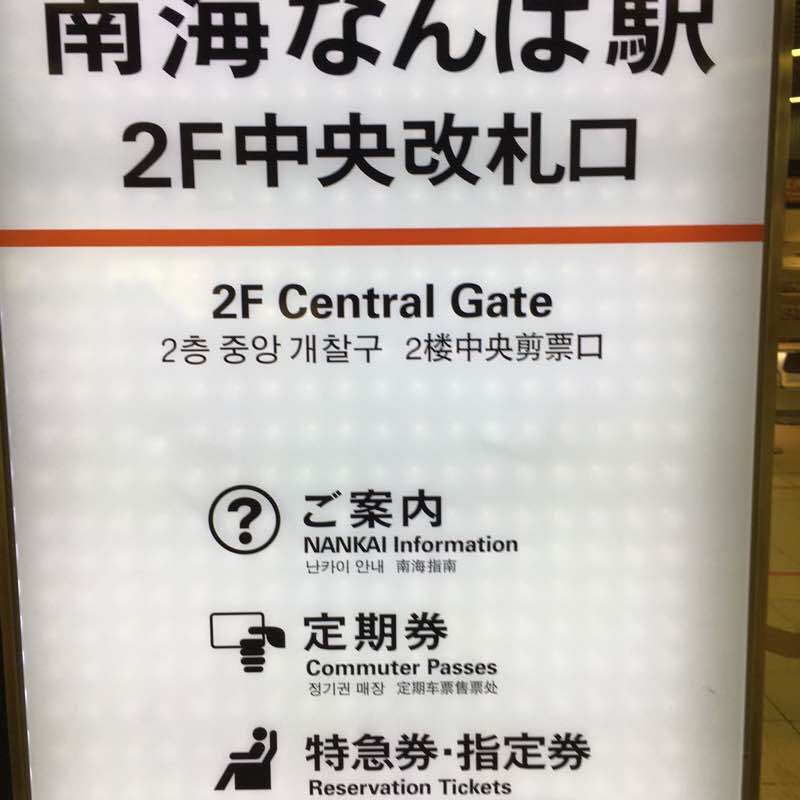 南海なんば駅
2F中央改札口
2F Central Gate
2층 중앙 개찰구 2楼中央剪票口
? ご案内
NANKAI Information
난카이 안내 南海指南
定期券
Commuter Passes
정기권 매장 定期车票售票处
特急券・指定券
Reservation Tickets